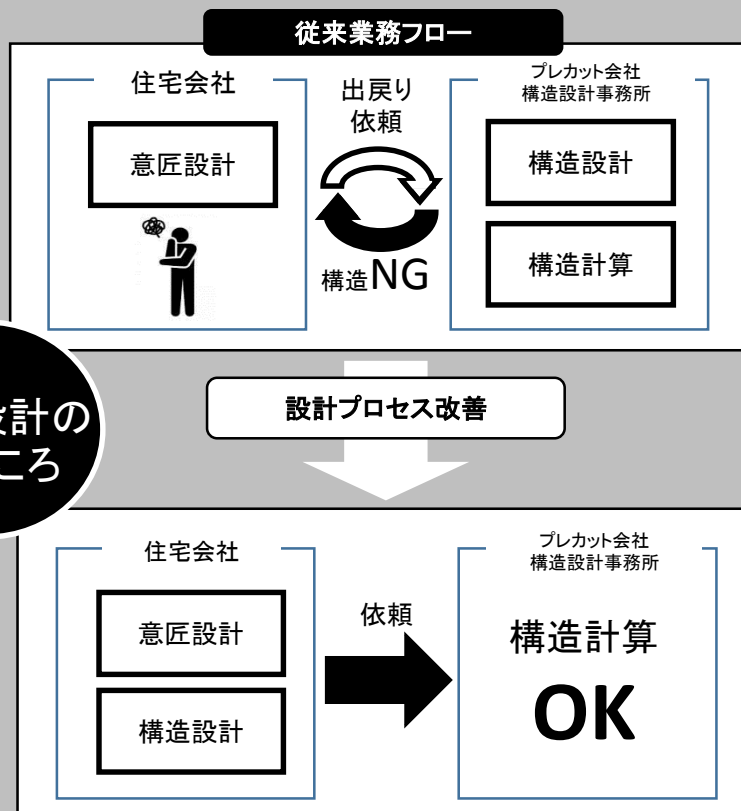 従来業務フロー
住宅会社
意匠設計
出戻り
依頼
構造NG
プレカット会社
構造設計事務所
構造設計
構造計算
設計プロセス改善
計の
ころ
住宅会社
意匠設計
構造設計
依頼
プレカット会社
構造設計事務所
構造計算
OK